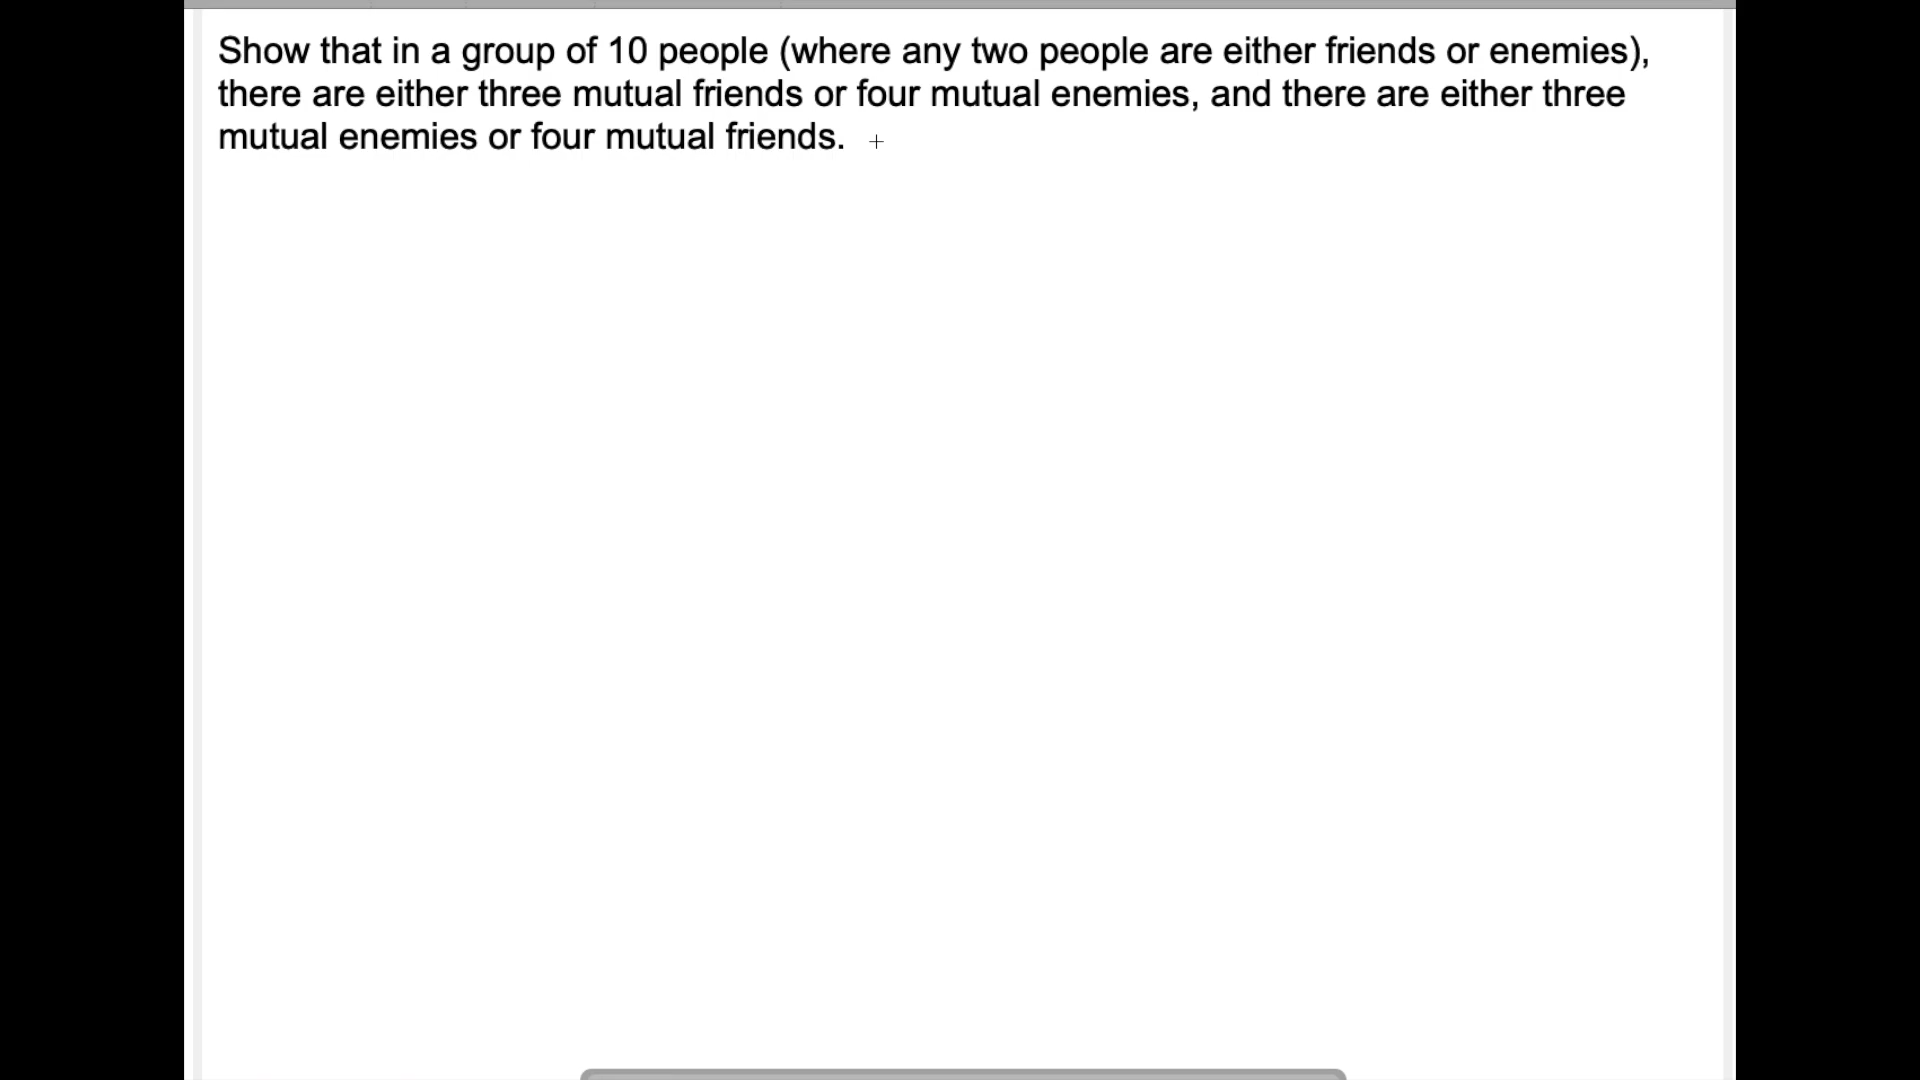 Show that in a group of 10 people (where any two people are either friends or enemies),
there are either three mutual friends or four mutual enemies, and there are either three
mutual enemies or four mutual friends.